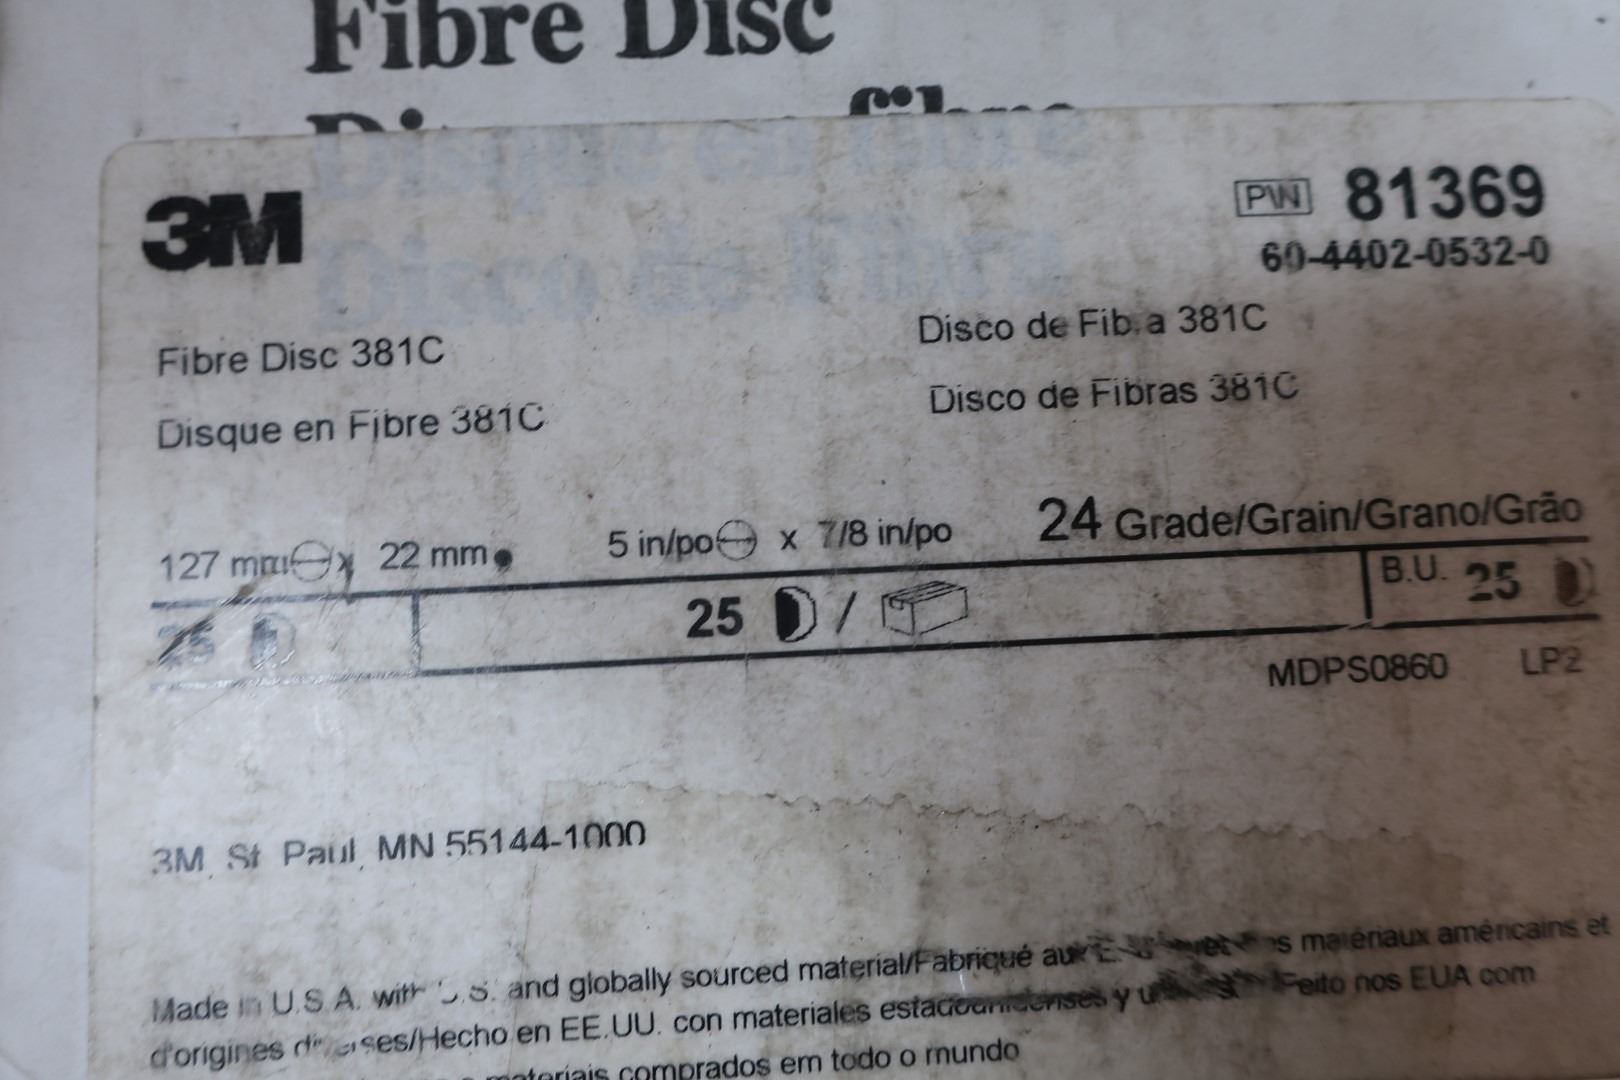 Fibre Disc
3M
PIN 81369
60-4402-0532-0
Fibre Disc 381C
Disco de Fib.a 381C
Disque en Fibre 381C
Disco de Fibras 381C
127 mm x 22 mm
5 in/po x 7/8 in/po
24 Grade/Grain/Grano/Grão
25
25 /
B.U. 25
MDPS0860 LP2
3M, St Paul, MN 55144-1000
Made in U.S.A. with U.S. and globally sourced material/Fabriqué aux matériaux américains et
d'origines /Hecho en EE.UU. con materiales estadounidenses y Feito nos EUA com
materiais comprados em todo o mundo